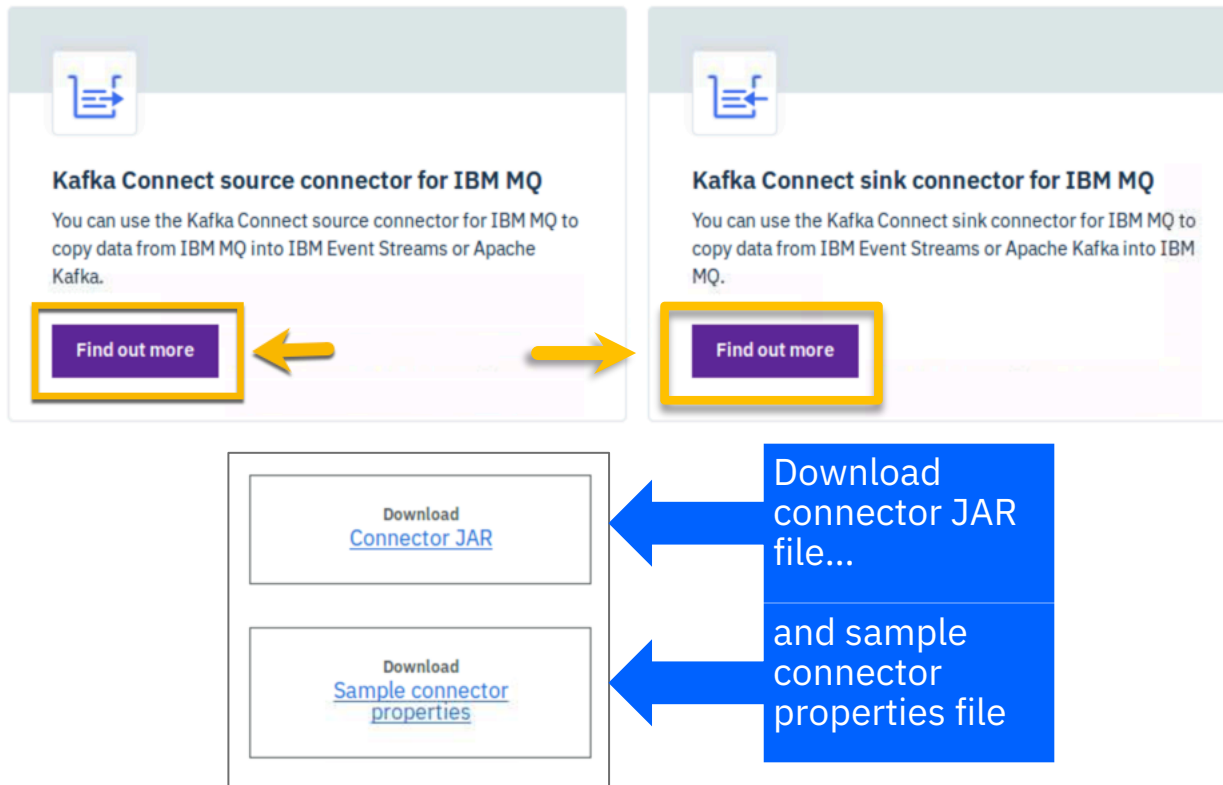 Kafka Connect source connector for IBM MQ
You can use the Kafka Connect source connector for IBM MQ to
copy data from IBM MQ into IBM Event Streams or Apache
Kafka.
Find out more
Kafka Connect sink connector for IBM MQ
You can use the Kafka Connect sink connector for IBM MQ to
copy data from IBM Event Streams or Apache Kafka into IBM
MQ.
Find out more
Download
Connector JAR
Download
connector JAR
file...
Download
Sample connector
properties
and sample
connector
properties file